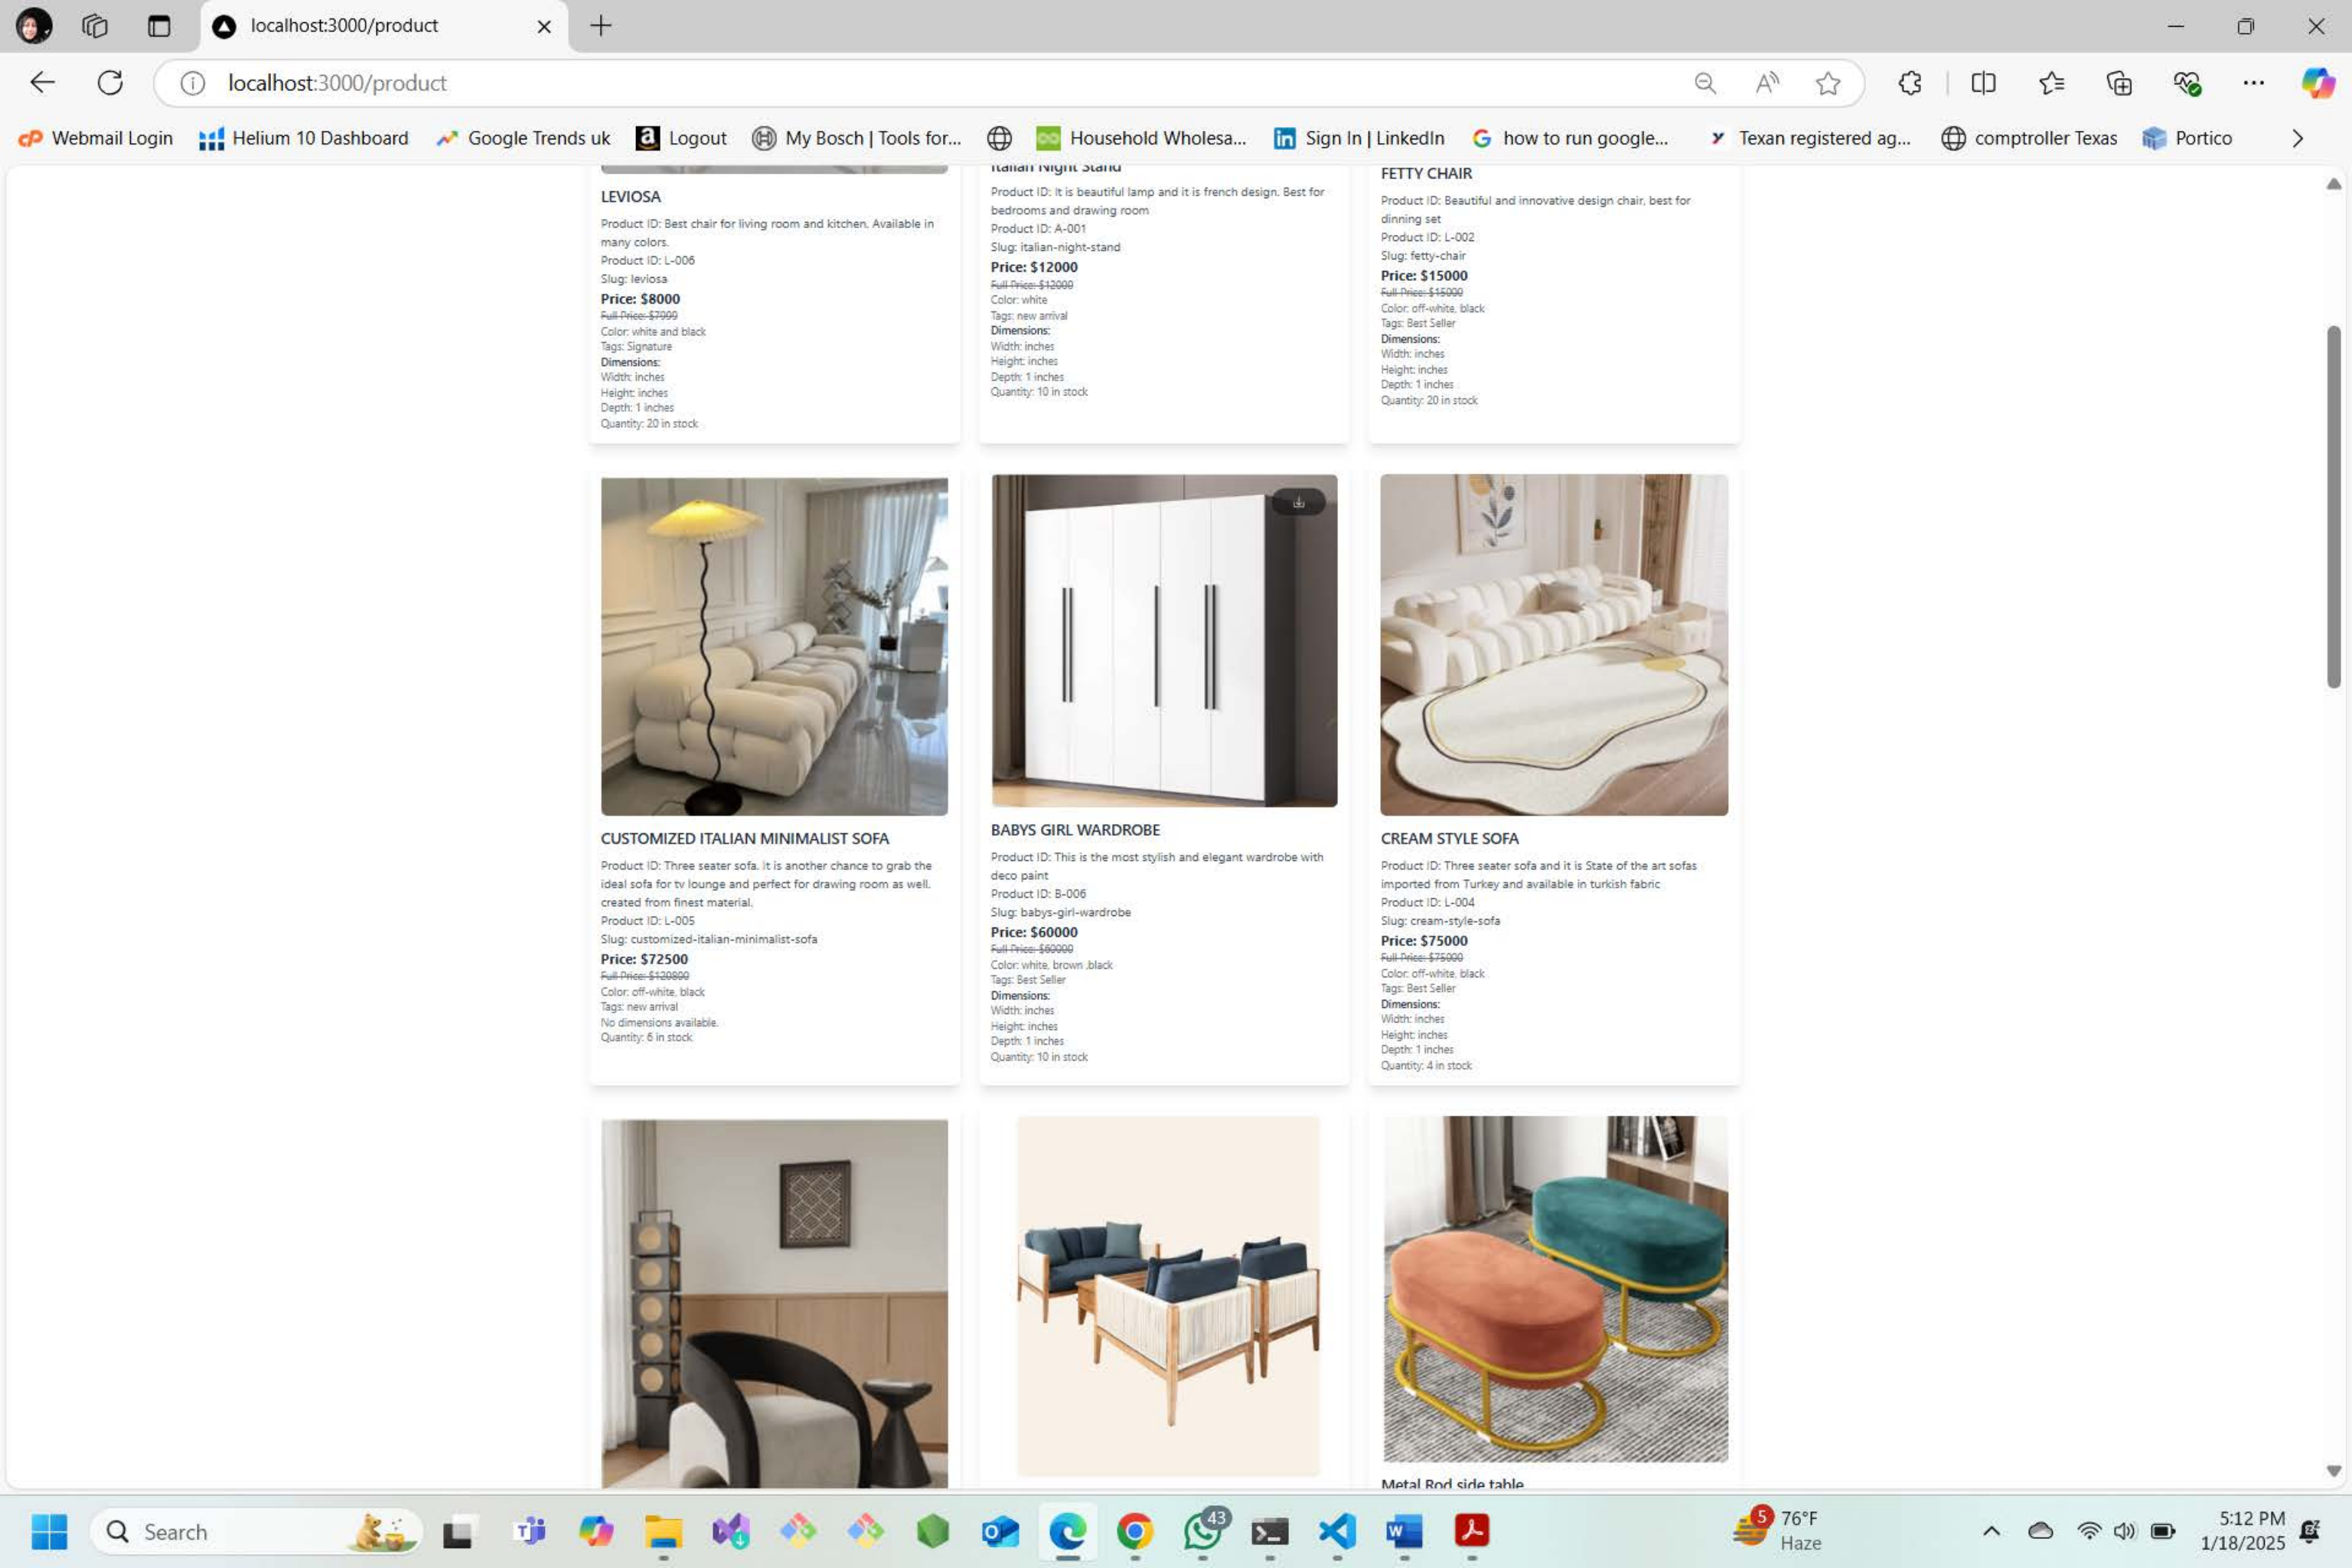 localhost:3000/product
localhost:3000/product
Webmail Login
Helium 10 Dashboard
Google Trends uk
Logout
My Bosch | Tools for...
Household Wholesa...
Sign In | LinkedIn
how to run google...
Texan registered ag...
comptroller Texas
Portico
LEVIOSA
Product ID: Best chair for living room and kitchen. Available in
many colors.
Product ID: L-006
Slug: leviosa
Price: $8000
Full Price: $7999
Color: white and black
Tags: Signature
Dimensions:
Width: inches
Height: inches
Depth: 1 inches
Quantity: 20 in stock
Italian Night Stand
Product ID: It is beautiful lamp and it is french design. Best for
bedrooms and drawing room
Product ID: A-001
Slug: italian-night-stand
Price: $12000
Full Price: $12000
Color: white
Tags: new arrival
Dimensions:
Width: inches
Height: inches
Depth: 1 inches
Quantity: 10 in stock
FETTY CHAIR
Product ID: Beautiful and innovative design chair, best for
dinning set
Product ID: L-002
Slug: fetty-chair
Price: $15000
Full Price: $15000
Color: off-white, black
Tags: Best Seller
Dimensions:
Width: inches
Height: inches
Depth: 1 inches
Quantity: 20 in stock
CUSTOMIZED ITALIAN MINIMALIST SOFA
Product ID: Three seater sofa. It is another chance to grab the
ideal sofa for tv lounge and perfect for drawing room as well.
created from finest material.
Product ID: L-005
Slug: customized-italian-minimalist-sofa
Price: $72500
Full Price: $120800
Color: off-white, black
Tags: new arrival
No dimensions available.
Quantity: 6 in stock
BABYS GIRL WARDROBE
Product ID: This is the most stylish and elegant wardrobe with
deco paint
Product ID: B-006
Slug: babys-girl-wardrobe
Price: $60000
Full Price: $60000
Color: white, brown ,black
Tags: Best Seller
Dimensions:
Width: inches
Height: inches
Depth: 1 inches
Quantity: 10 in stock
CREAM STYLE SOFA
Product ID: Three seater sofa and it is State of the art sofas
imported from Turkey and available in turkish fabric
Product ID: L-004
Slug: cream-style-sofa
Price: $75000
Full Price: $75000
Color: off-white, black
Tags: Best Seller
Dimensions:
Width: inches
Height: inches
Depth: 1 inches
Quantity: 4 in stock
Metal Rod side table
Search
43
5
76°F
Haze
5:12 PM
1/18/2025